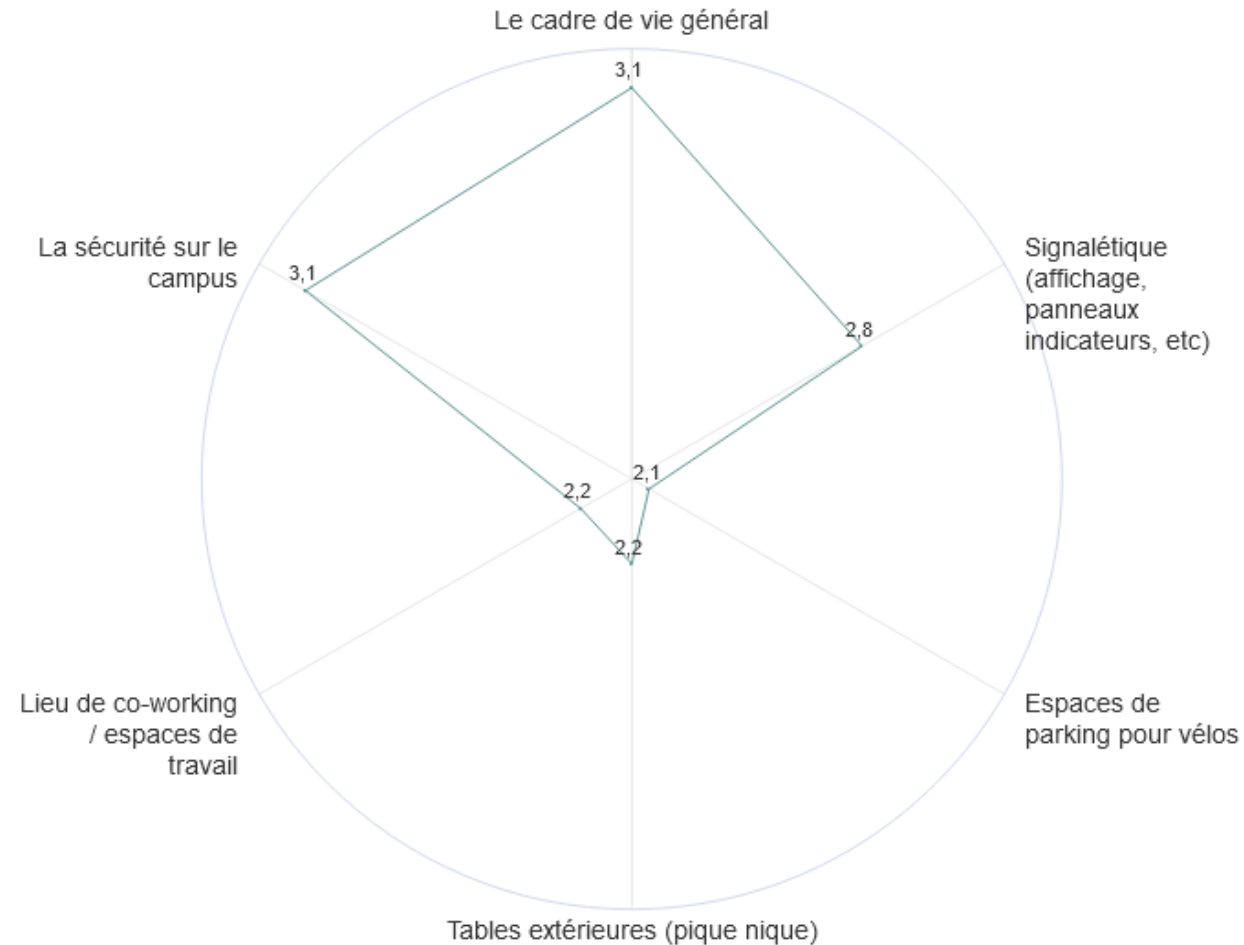 Le cadre de vie général
3,1
La sécurité sur le
campus
3,1
Signalétique
(affichage,
panneaux
indicateurs, etc)
2,8
2,1
2,2
2,2
Lieu de co-working
/ espaces de
travail
Espaces de
parking pour vélos
Tables extérieures (pique nique)